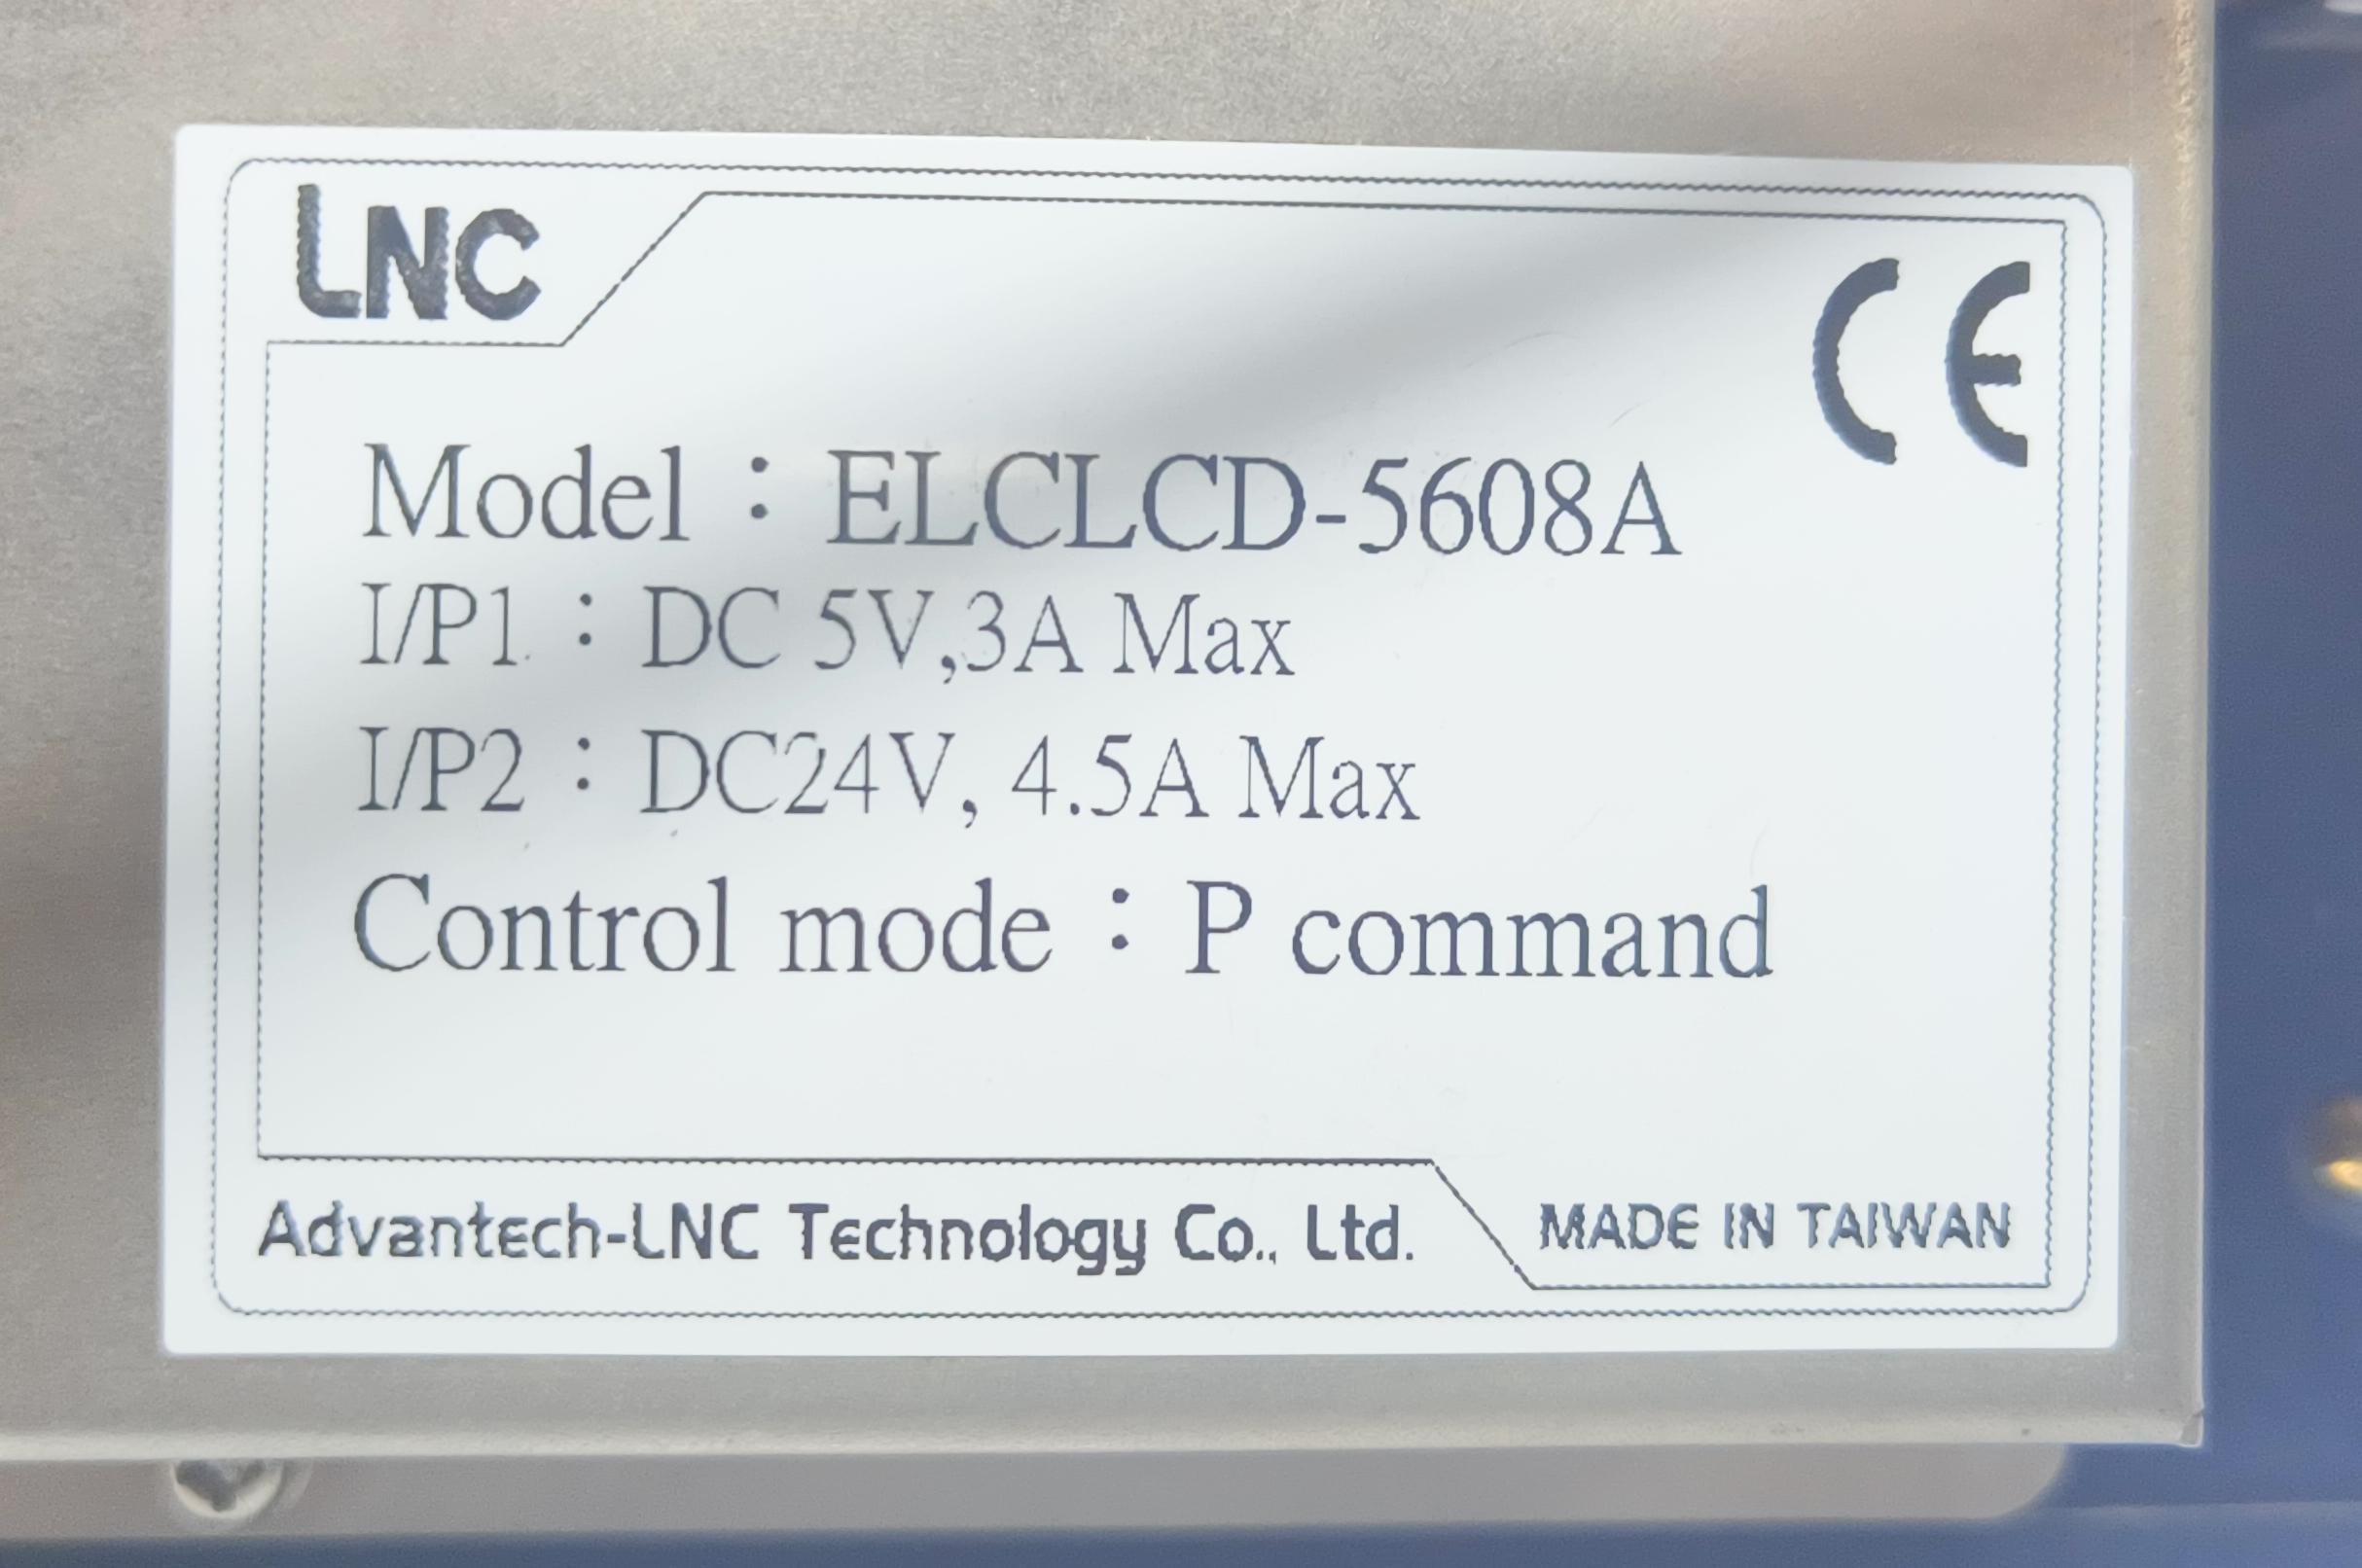 LNC
CE
Model：ELCLCD-5608A
I/P1：DC 5V,3A Max
I/P2：DC24V, 4.5A Max
Control mode：P command
Advantech-LNC Technology Co., Ltd.
MADE IN TAIWAN